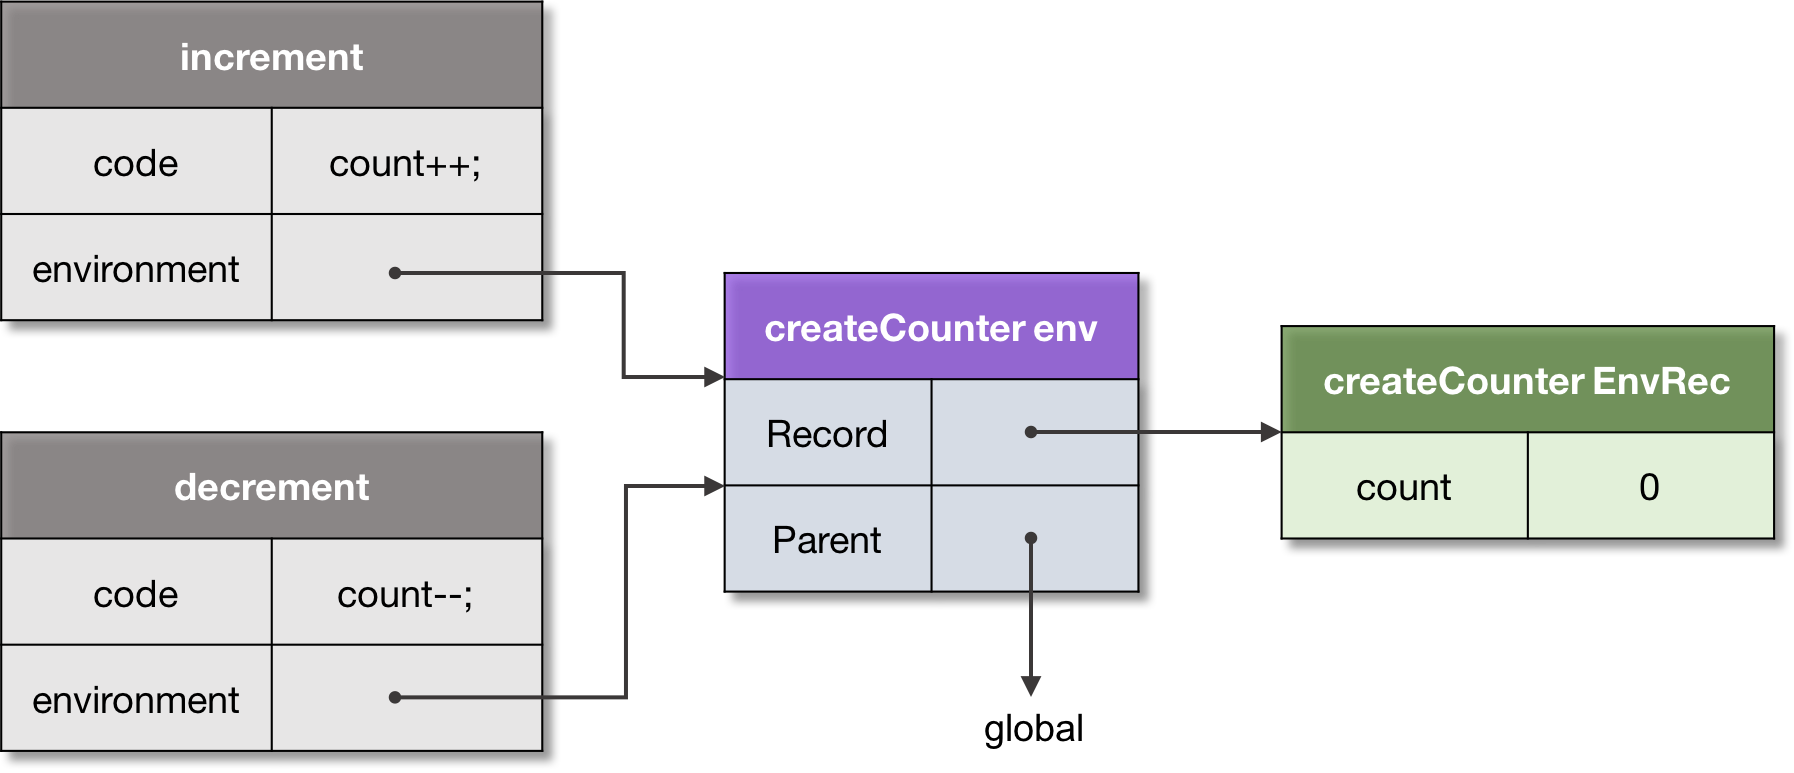 increment
code count++;
environment
decrement
code count--;
environment
createCounter env
Record
Parent
global
createCounter EnvRec
count 0